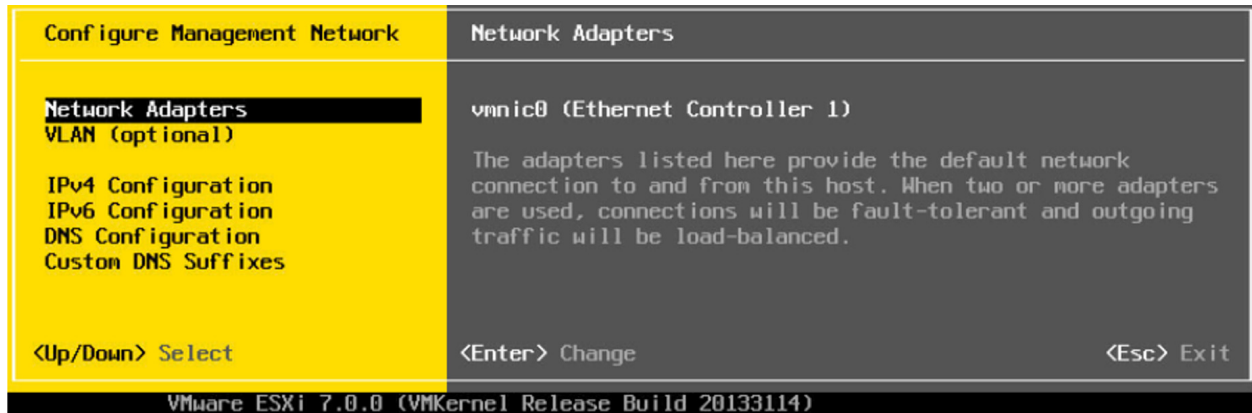 Configure Management Network
Network Adapters
Network Adapters
VLAN (optional)
IPv4 Configuration
IPv6 Configuration
DNS Configuration
Custom DNS Suffixes
vmnic0 (Ethernet Controller 1)
The adapters listed here provide the default network
connection to and from this host. When two or more adapters
are used, connections will be fault-tolerant and outgoing
traffic will be load-balanced.
<Up/Down> Select
<Enter> Change
<Esc> Exit
VMware ESXi 7.0.0 (VMKernel Release Build 20133114)